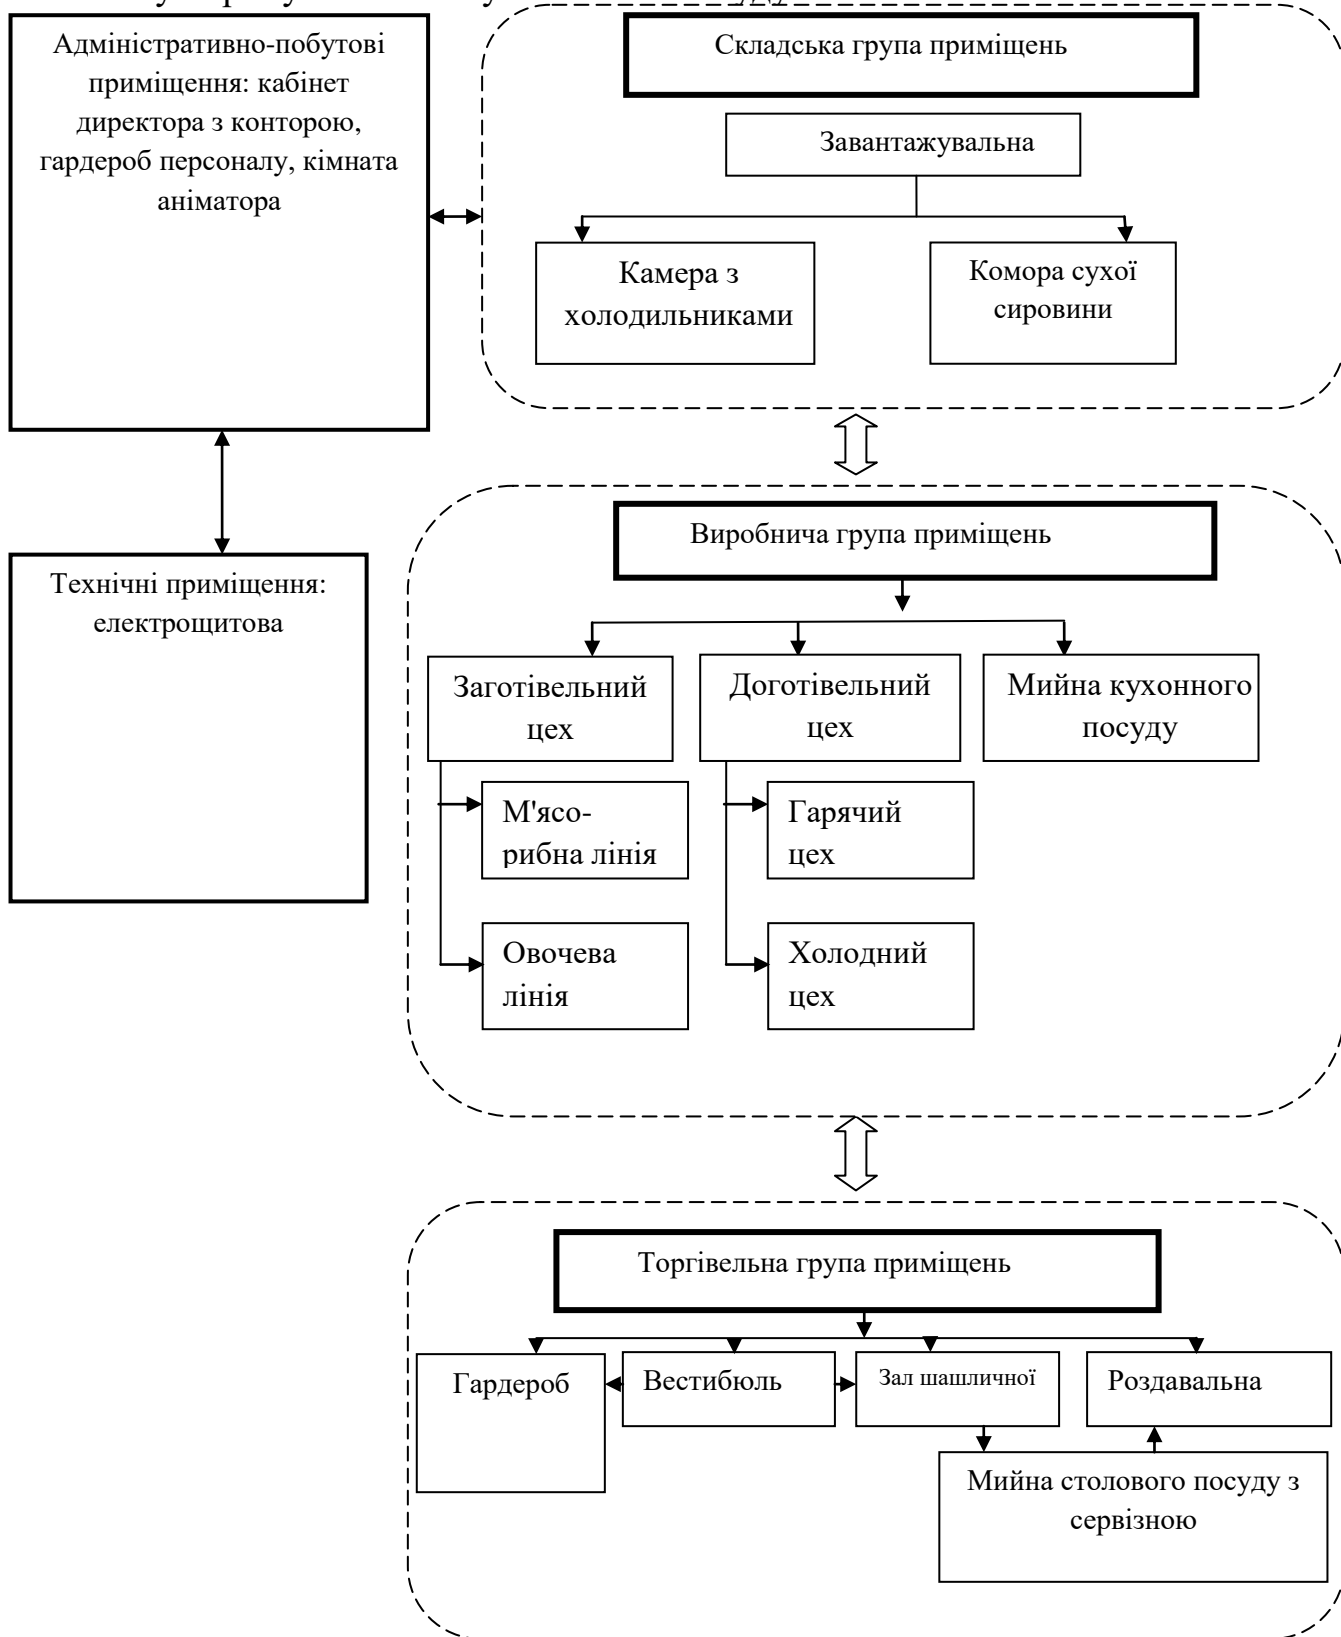 Адміністративно-побутові
приміщення: кабінет
директора з конторою,
гардероб персоналу, кімната
аніматора
Складська група приміщень
Завантажувальна
Камера з
холодильниками
Комора сухої
сировини
Технічні приміщення:
електрощитова
Виробнича група приміщень
Заготівельний
цех
Доготівельний
цех
Мийна кухонного
посуду
М'ясо-
рибна лінія
Гарячий
цех
Овочева
лінія
Холодний
цех
Торгівельна група приміщень
Гардероб
Вестибюль
Зал шашличної
Роздавальна
Мийна столового посуду з
сервізною